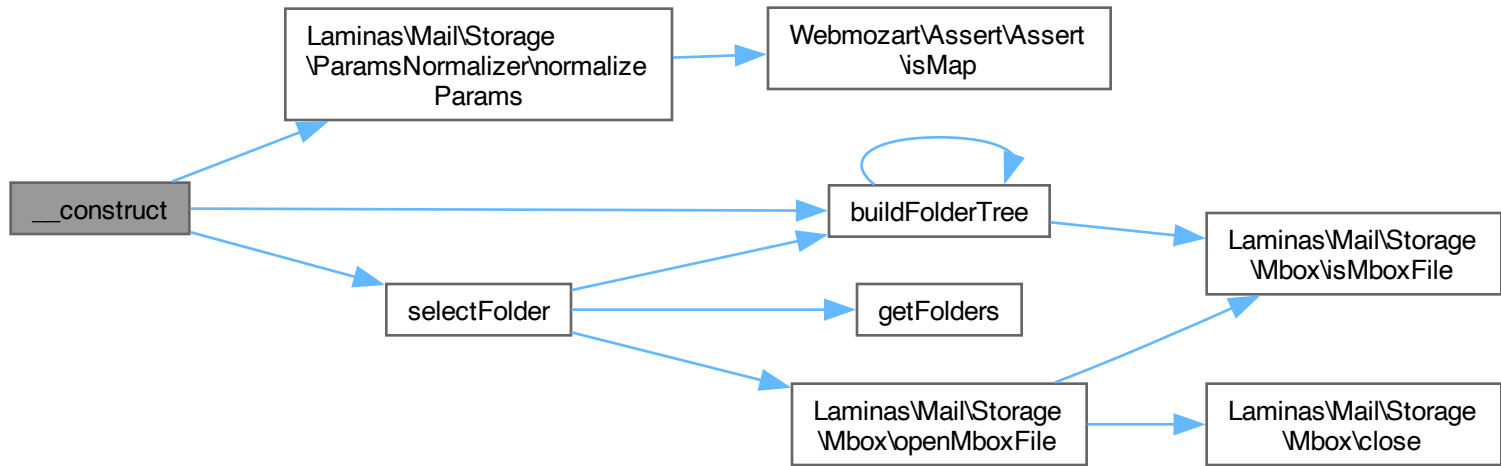 Laminas\Mail\Storage
\ParamsNormalizer\normalize
Params
Webmozart\Assert\Assert
\isMap
__construct
buildFolderTree
Laminas\Mail\Storage
\Mbox\isMboxFile
selectFolder
getFolders
Laminas\Mail\Storage
\Mbox\openMboxFile
Laminas\Mail\Storage
\Mbox\close